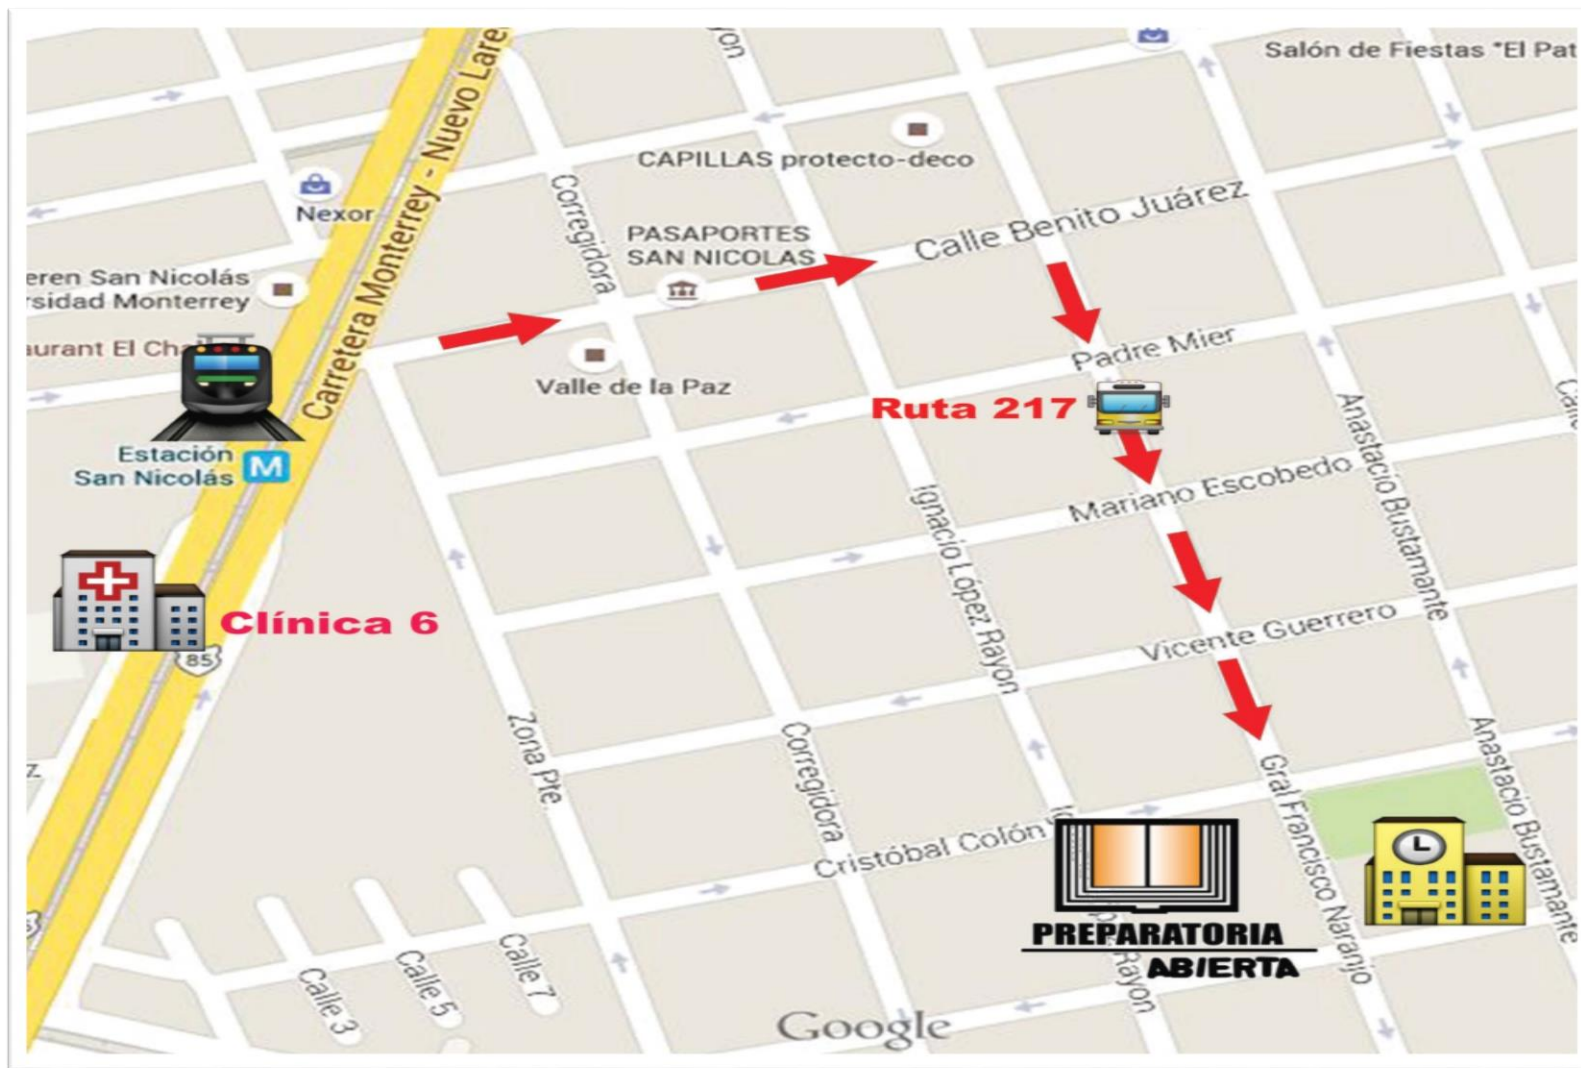 yon
Salón de Fiestas "El Pat
Carretera Monterrey - Nuevo Lare
CAPILLAS protecto-deco
Nexor
Corregidora
Calle Benito Juárez
PASAPORTES
SAN NICOLAS
eren San Nicolás
rsidad Monterrey
aurant El Cha
Padre Mier
Valle de la Paz
Ruta 217
Anastacio Bustamante
Estación
San Nicolás
M
Mariano Escobedo
Ignacio López Rayon
Clínica 6
85
Vicente Guerrero
Zona Pte.
Corregidora
Gral Francisco Naranjo
Anastacio Bustamante
z
Cristóbal Colón
PREPARATORIA
ABIERTA
Rayon
Calle 3
Calle 5
Calle 7
Google